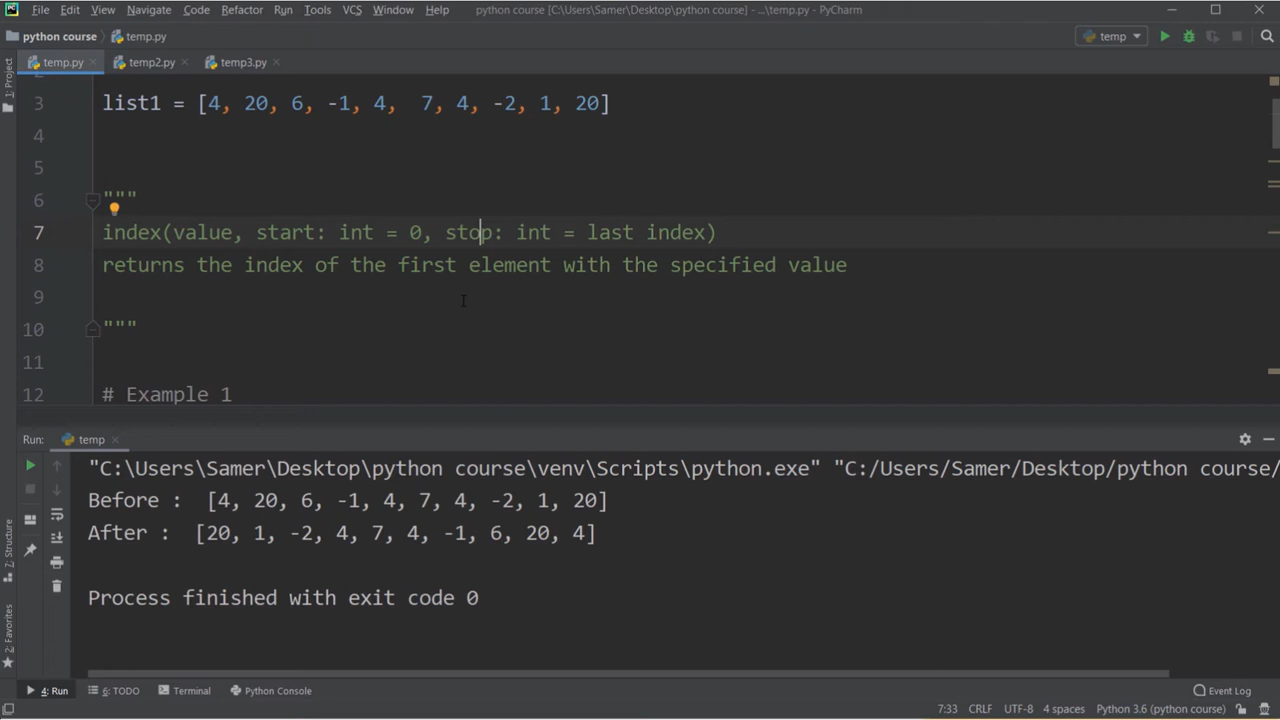 File Edit View Navigate Code Refactor Run Tools VCS Window Help python course [C:\Users\Samer\Desktop\python course] - ...\temp.py - PyCharm
python course temp.py temp
temp.py temp2.py temp3.py
1: Project
2
3 list1 = [4, 20, 6, -1, 4,  7, 4, -2, 1, 20]
4
5
6 """
7 index(value, start: int = 0, stop: int = last index)
8 returns the index of the first element with the specified value
9
10 """
11
12 # Example 1
Run: temp
"C:\Users\Samer\Desktop\python course\venv\Scripts\python.exe" "C:/Users/Samer/Desktop/python course/
Before :  [4, 20, 6, -1, 4, 7, 4, -2, 1, 20]
After :  [20, 1, -2, 4, 7, 4, -1, 6, 20, 4]
Process finished with exit code 0
7: Structure
2: Favorites
4: Run 6: TODO Terminal Python Console Event Log
7:33 CRLF UTF-8 4 spaces Python 3.6 (python course)